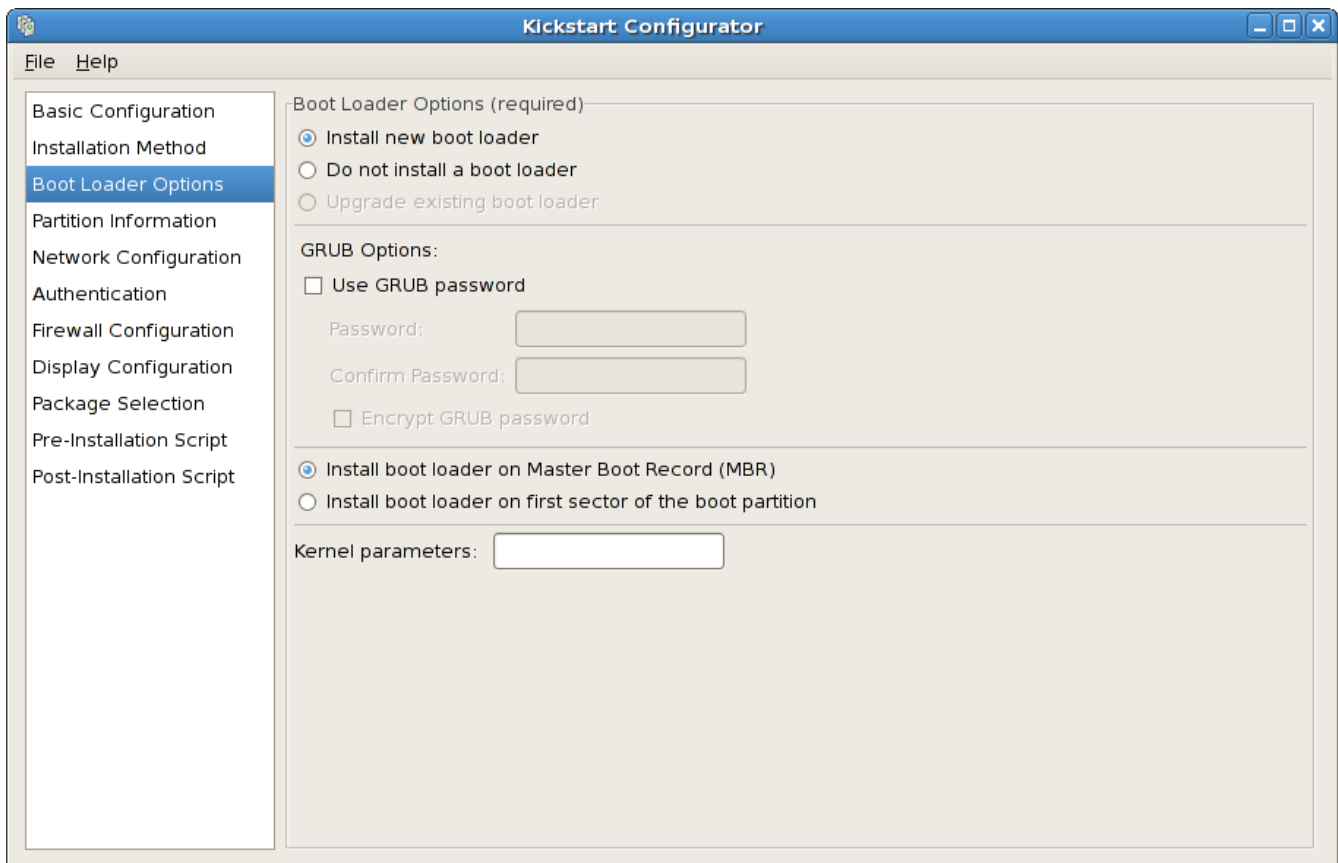 Kickstart Configurator
File Help
Basic Configuration
Installation Method
Boot Loader Options
Partition Information
Network Configuration
Authentication
Firewall Configuration
Display Configuration
Package Selection
Pre-Installation Script
Post-Installation Script
Boot Loader Options (required)
Install new boot loader
Do not install a boot loader
Upgrade existing boot loader
GRUB Options:
Use GRUB password
Password:
Confirm Password:
Encrypt GRUB password
Install boot loader on Master Boot Record (MBR)
Install boot loader on first sector of the boot partition
Kernel parameters: